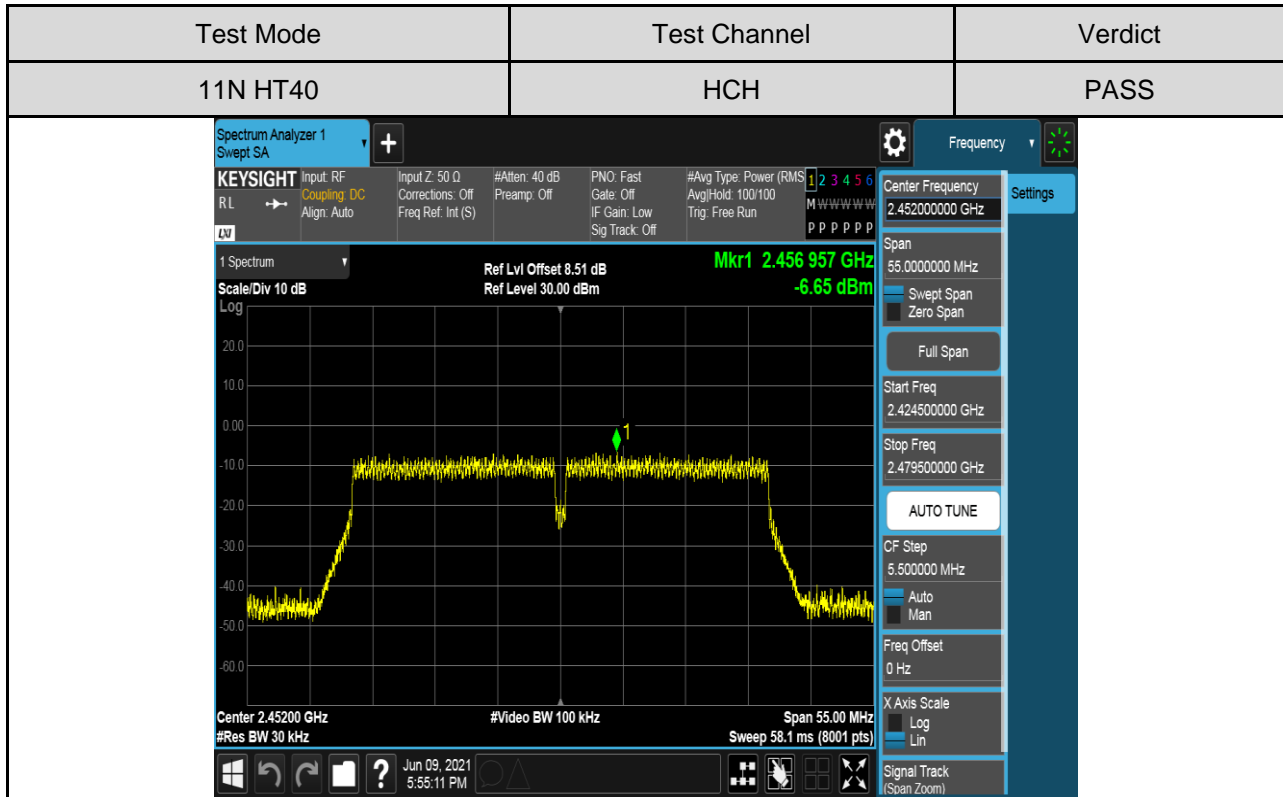 Test Mode Test Channel Verdict
11N HT40 HCH PASS
Spectrum Analyzer 1
Swept SA
+
Frequency
KEYSIGHT
RL
LXI
Input: RF
Coupling: DC
Align: Auto
Input Z: 50 Ω
Corrections: Off
Freq Ref: Int (S)
#Atten: 40 dB
Preamp: Off
PNO: Fast
Gate: Off
IF Gain: Low
Sig Track: Off
#Avg Type: Power (RMS
Avg|Hold: 100/100
Trig: Free Run
1 2 3 4 5 6
M W W W W W
P P P P P P
1 Spectrum
Scale/Div 10 dB
Ref Lvl Offset 8.51 dB
Ref Level 30.00 dBm
Mkr1 2.456 957 GHz
-6.65 dBm
Log
20.0
10.0
0.00
-10.0
-20.0
-30.0
-40.0
-50.0
-60.0
1
Center 2.45200 GHz
#Res BW 30 kHz
#Video BW 100 kHz
Span 55.00 MHz
Sweep 58.1 ms (8001 pts)
Center Frequency
2.452000000 GHz
Settings
Span
55.0000000 MHz
Swept Span
Zero Span
Full Span
Start Freq
2.424500000 GHz
Stop Freq
2.479500000 GHz
AUTO TUNE
CF Step
5.500000 MHz
Auto
Man
Freq Offset
0 Hz
X Axis Scale
Log
Lin
Signal Track
(Span Zoom)
?
Jun 09, 2021
5:55:11 PM